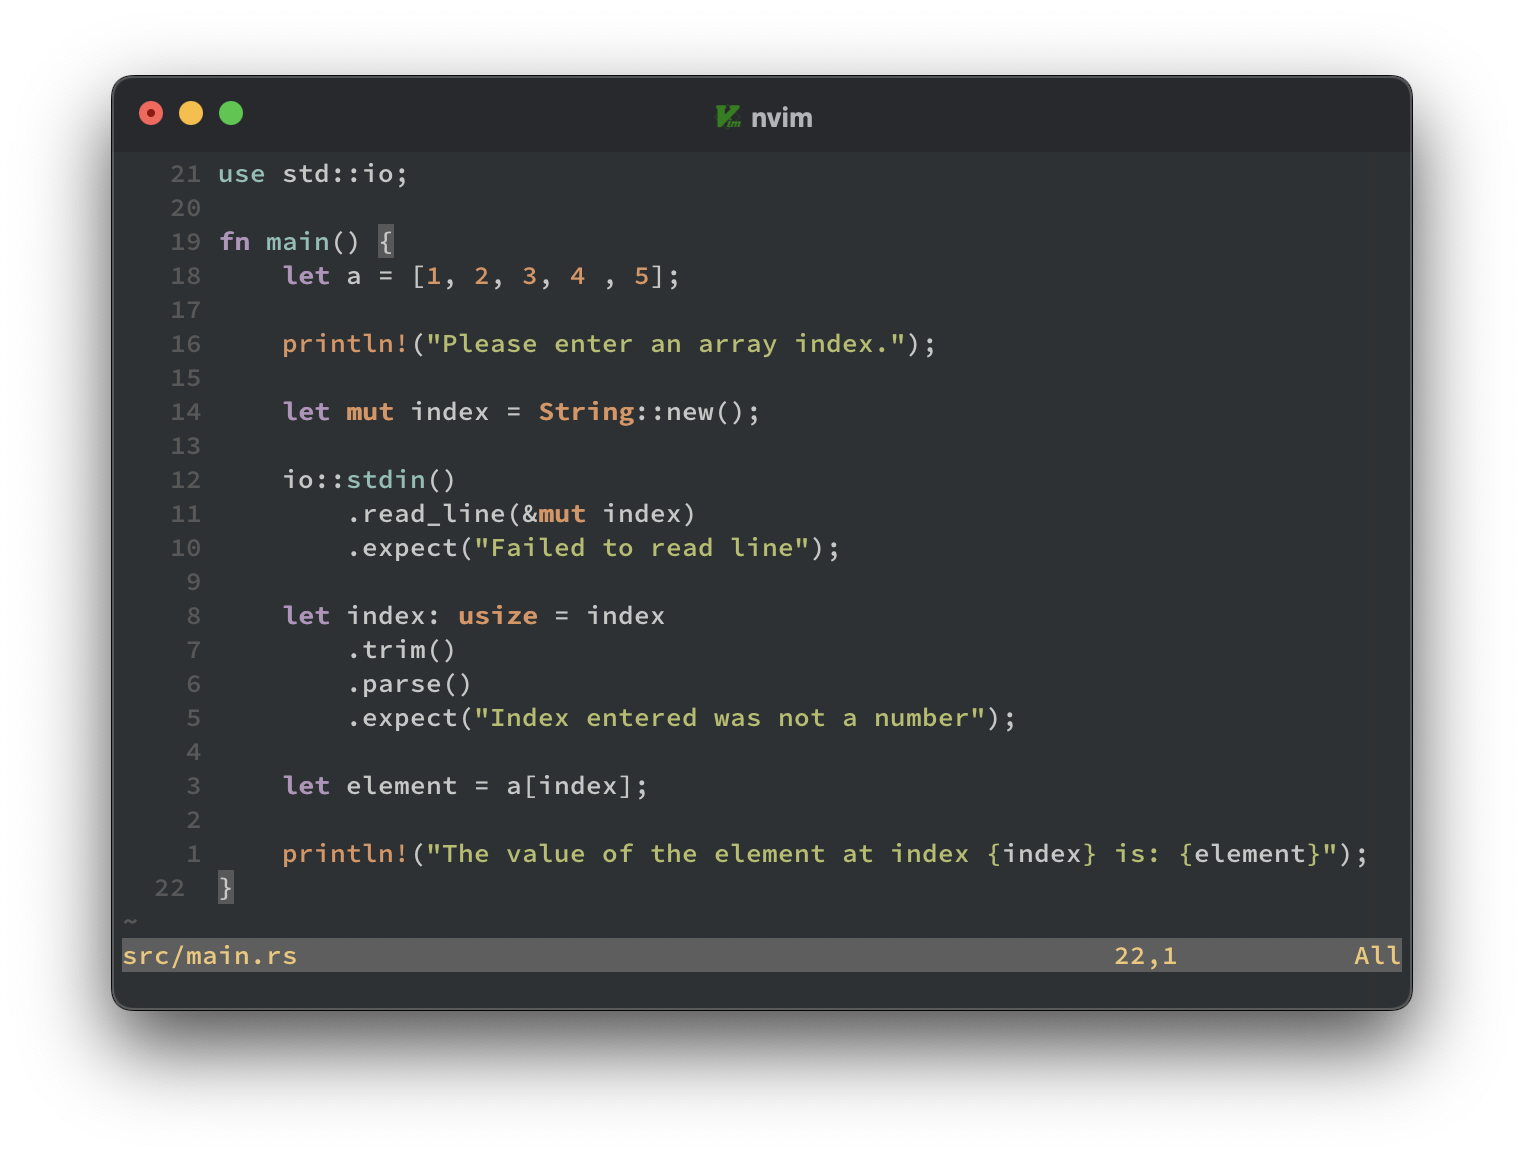 nvim
21 use std::io;
20
19 fn main() {
18     let a = [1, 2, 3, 4 , 5];
17
16     println!("Please enter an array index.");
15
14     let mut index = String::new();
13
12     io::stdin()
11         .read_line(&mut index)
10         .expect("Failed to read line");
9
8     let index: usize = index
7         .trim()
6         .parse()
5         .expect("Index entered was not a number");
4
3     let element = a[index];
2
1     println!("The value of the element at index {index} is: {element}");
22 }
~
src/main.rs 22,1 All